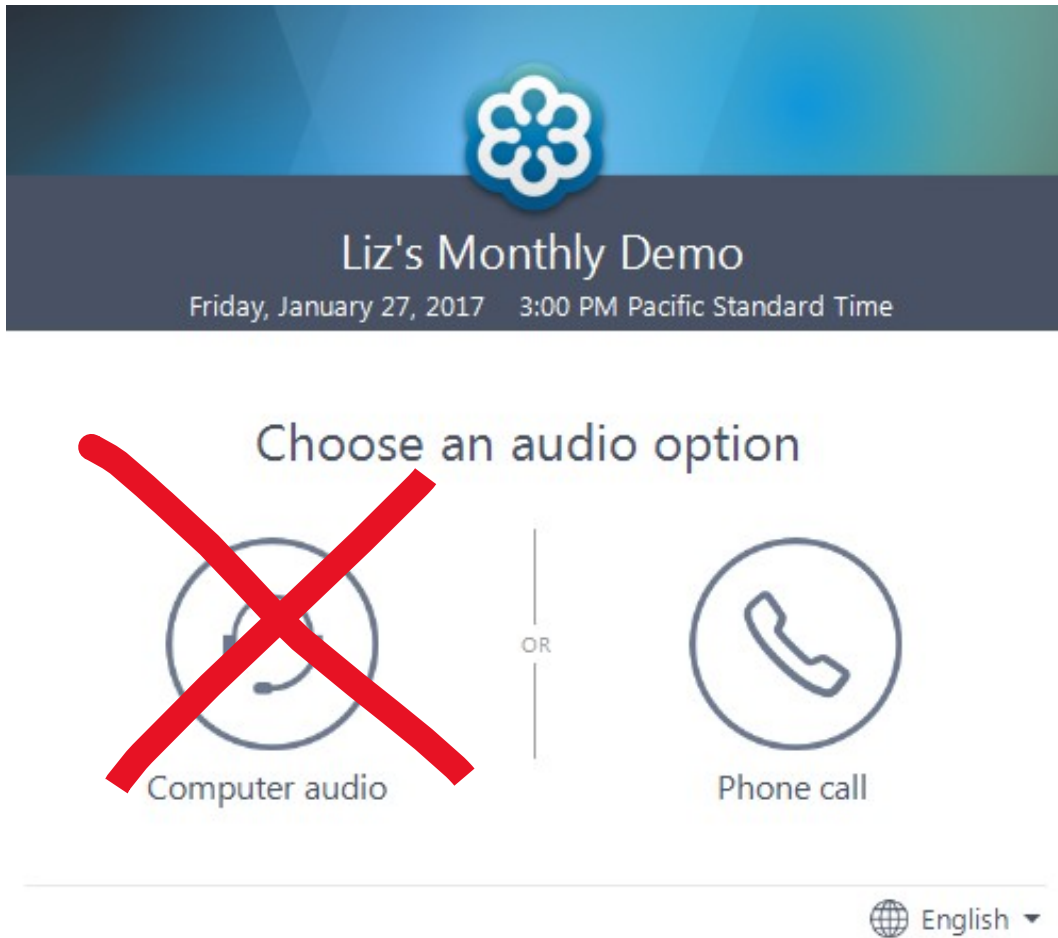 Liz's Monthly Demo
Friday, January 27, 2017 3:00 PM Pacific Standard Time
Choose an audio option
OR
Computer audio
Phone call
English